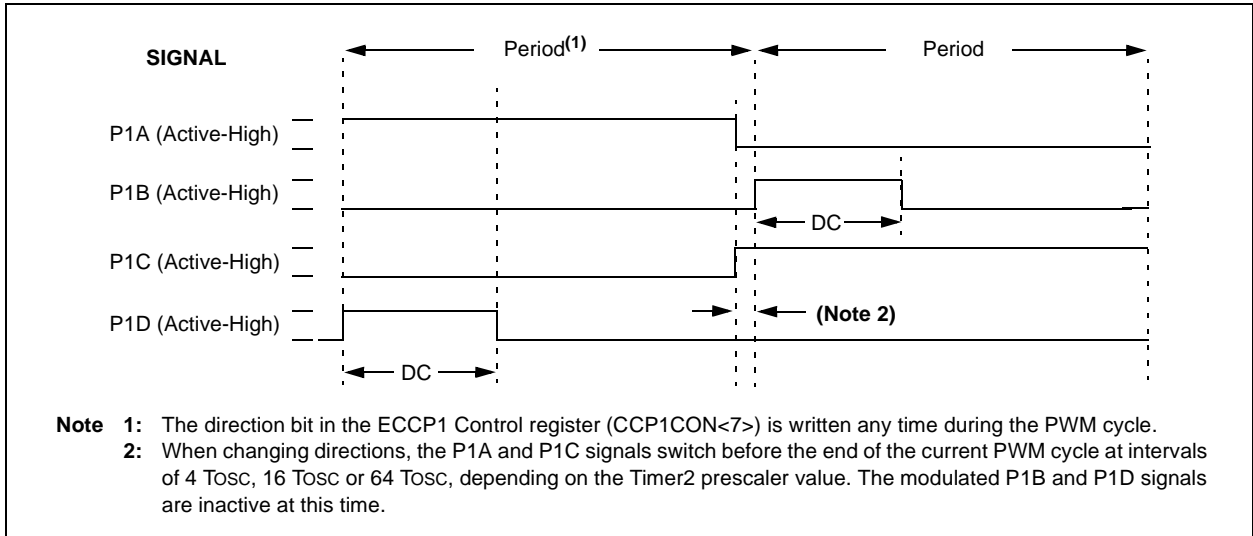 SIGNAL
Period(1)
Period
P1A (Active-High)
P1B (Active-High)
DC
P1C (Active-High)
P1D (Active-High)
(Note 2)
DC
Note 1: The direction bit in the ECCP1 Control register (CCP1CON<7>) is written any time during the PWM cycle.
2: When changing directions, the P1A and P1C signals switch before the end of the current PWM cycle at intervals
of 4 TOSC, 16 TOSC or 64 TOSC, depending on the Timer2 prescaler value. The modulated P1B and P1D signals
are inactive at this time.